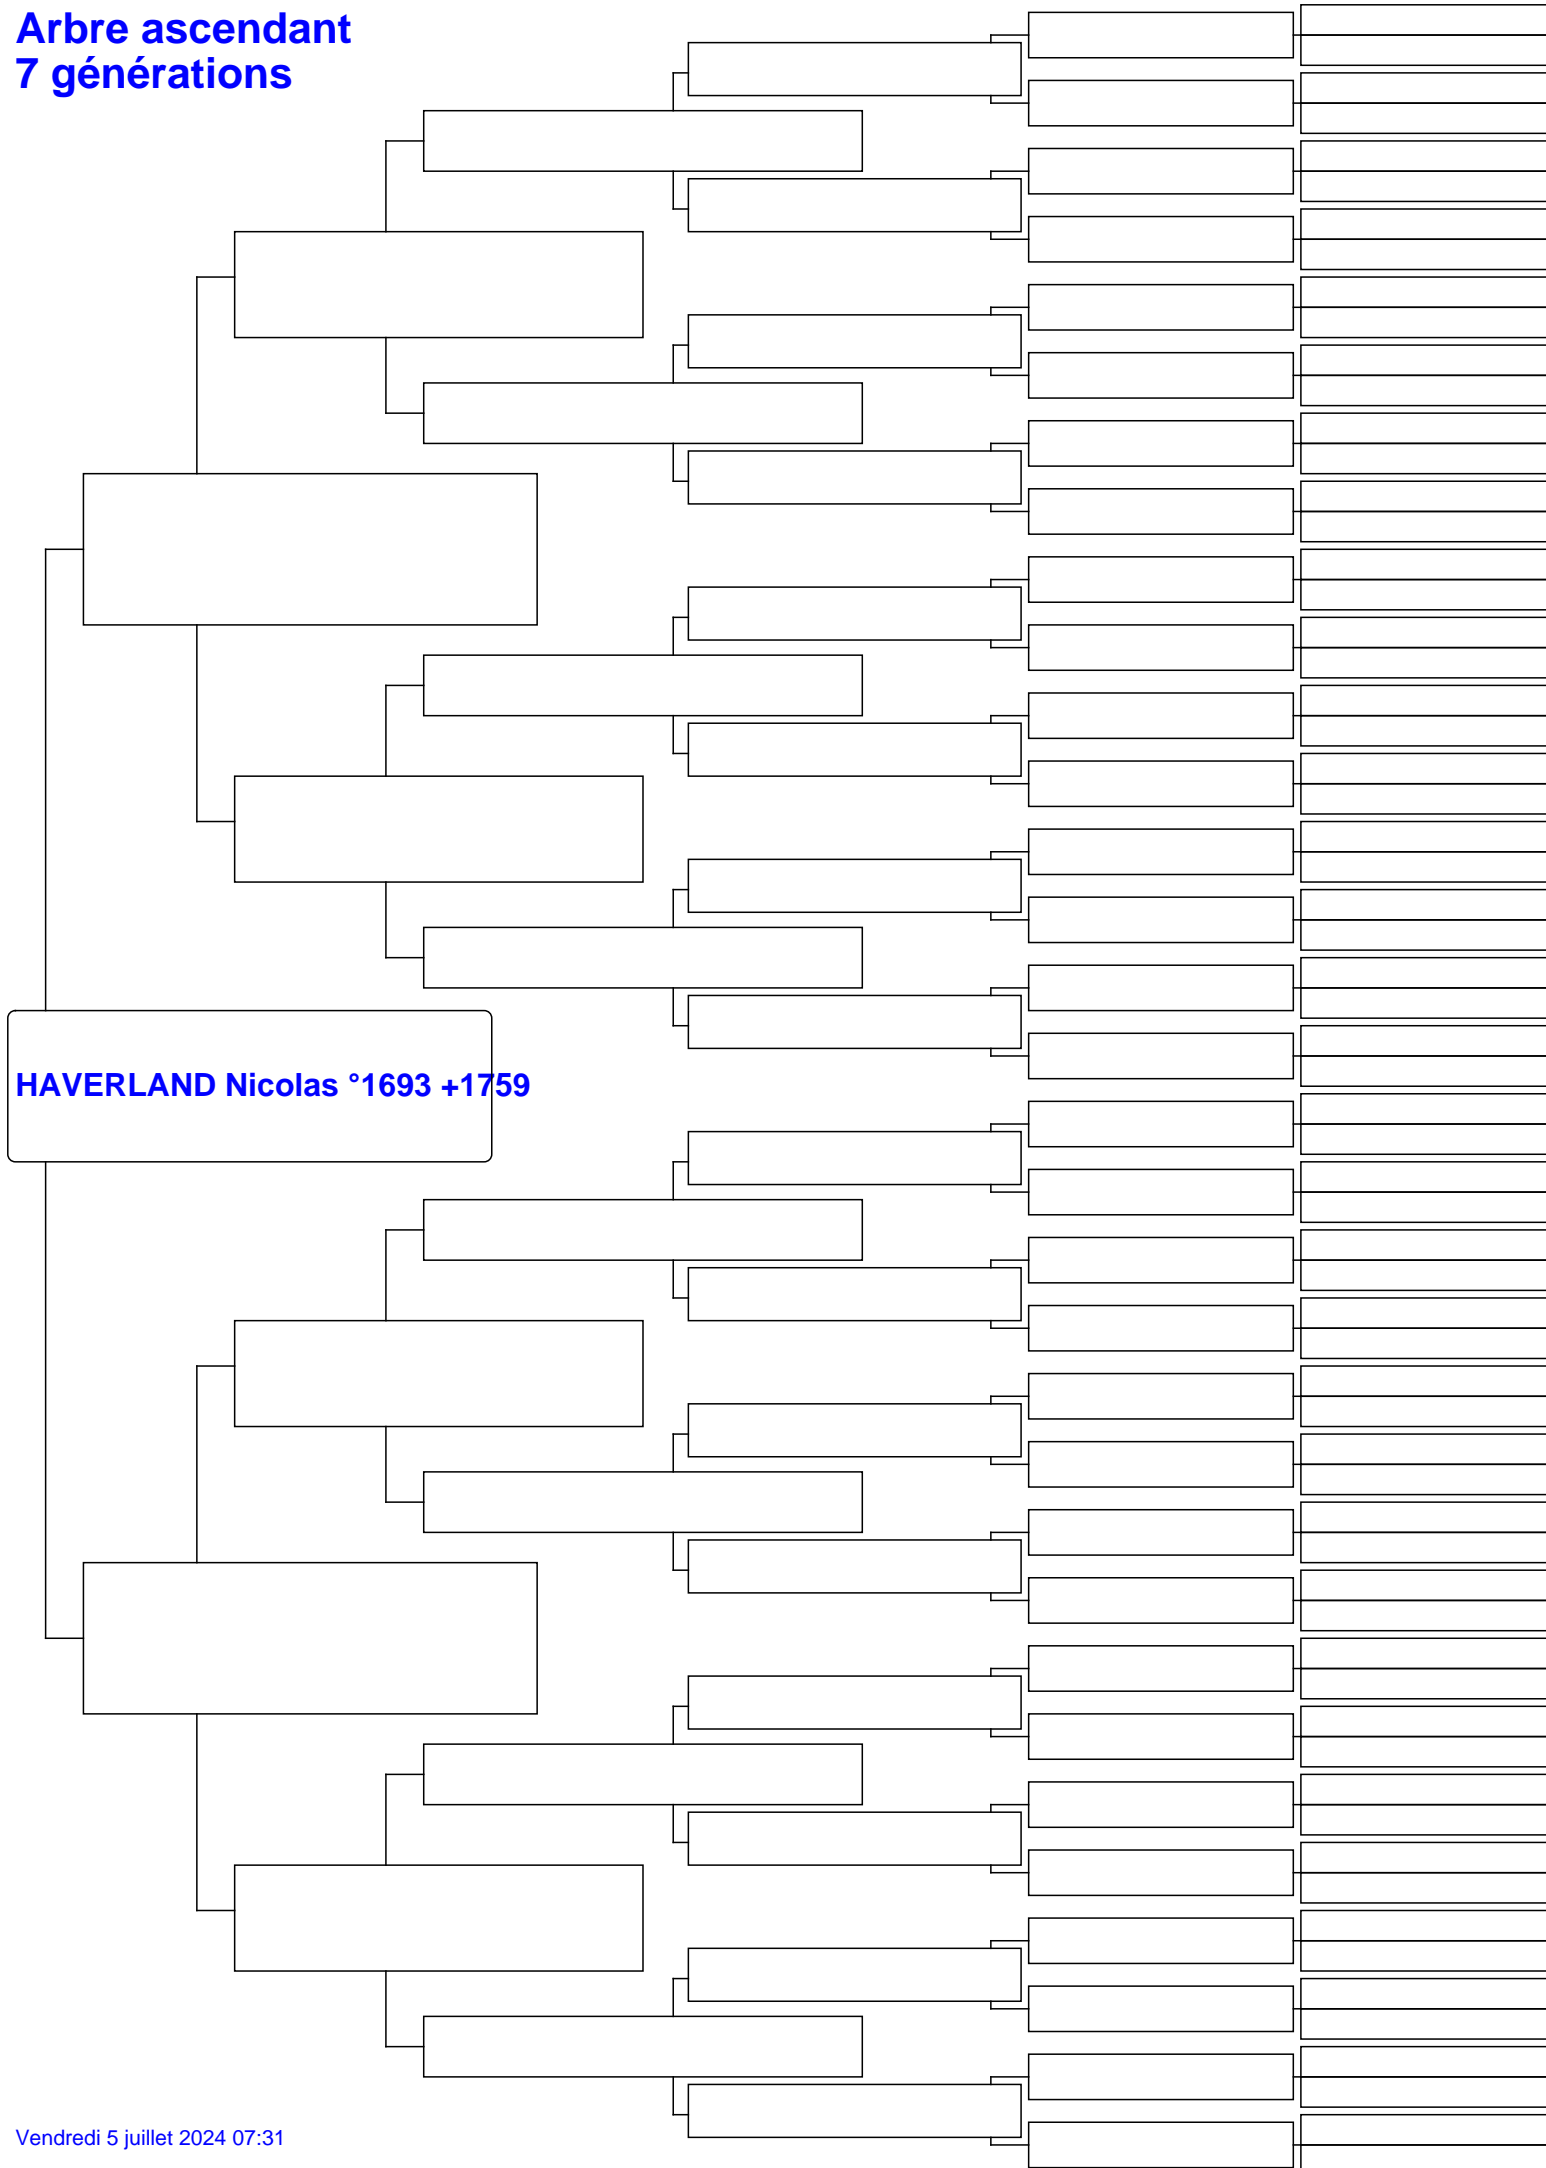 Arbre ascendant
7 générations
HAVERLAND Nicolas °1693 +1759
Vendredi 5 juillet 2024 07:31